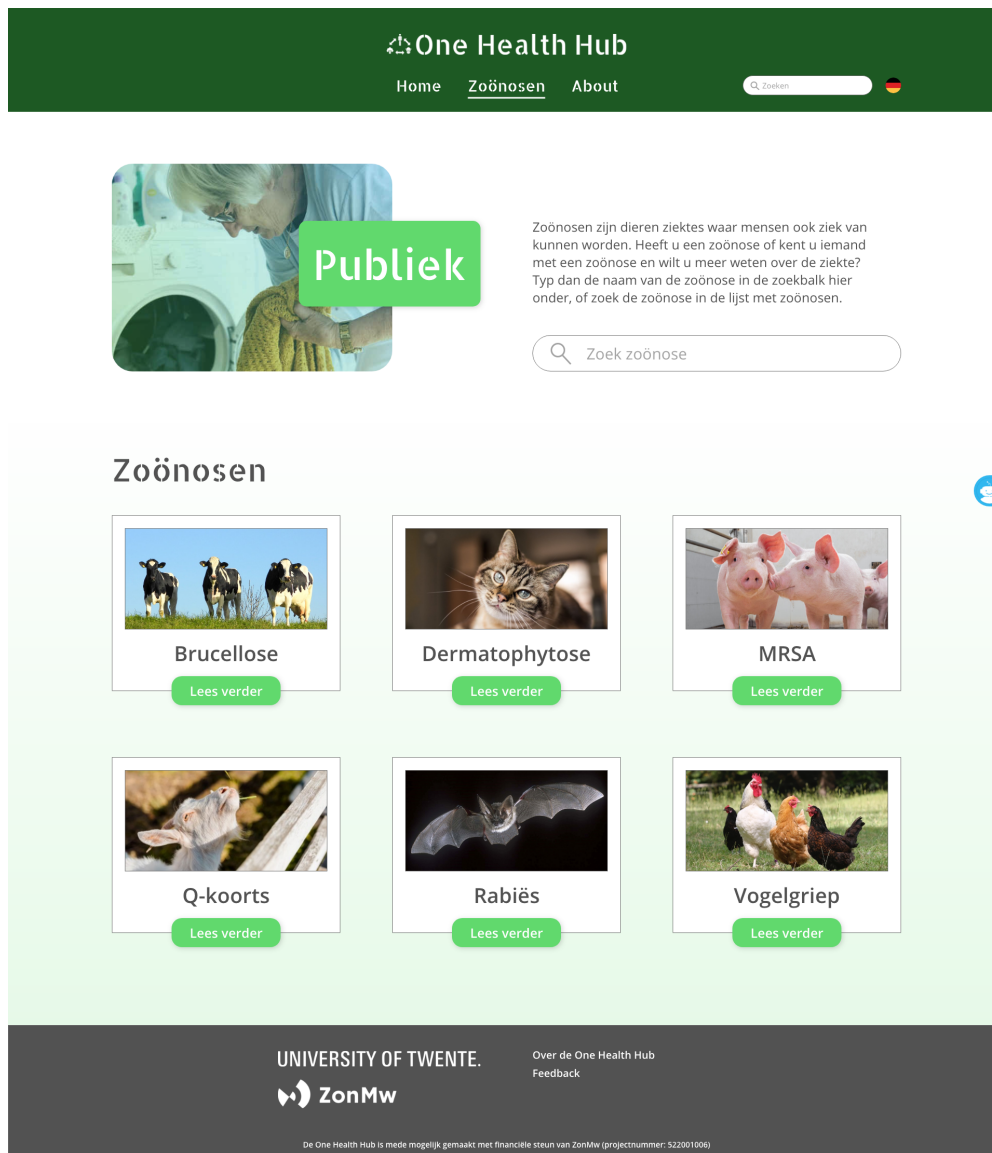 One Health Hub
Home Zoönosen About
Zoeken
Publiek
Zoönosen zijn dieren ziektes waar mensen ook ziek van
kunnen worden. Heeft u een zoönose of kent u iemand
met een zoönose en wilt u meer weten over de ziekte?
Typ dan de naam van de zoönose in de zoekbalk hier
onder, of zoek de zoönose in de lijst met zoönosen.
Zoek zoönose
Zoönosen
Brucellose
Lees verder
Dermatophytose
Lees verder
MRSA
Lees verder
Q-koorts
Lees verder
Rabiës
Lees verder
Vogelgriep
Lees verder
UNIVERSITY OF TWENTE.
ZonMw
Over de One Health Hub
Feedback
De One Health Hub is mede mogelijk gemaakt met financiële steun van ZonMw (projectnummer: 522001006)